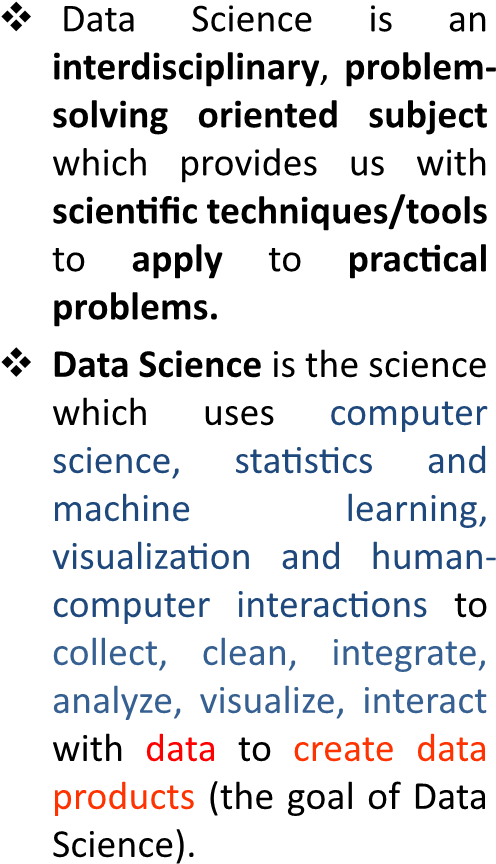 ❖ Data Science is an
interdisciplinary, problem-
solving oriented subject
which provides us with
scientific techniques/tools
to apply to practical
problems.
❖ Data Science is the science
which uses computer
science, statistics and
machine learning,
visualization and human-
computer interactions to
collect, clean, integrate,
analyze, visualize, interact
with data to create data
products (the goal of Data
Science).